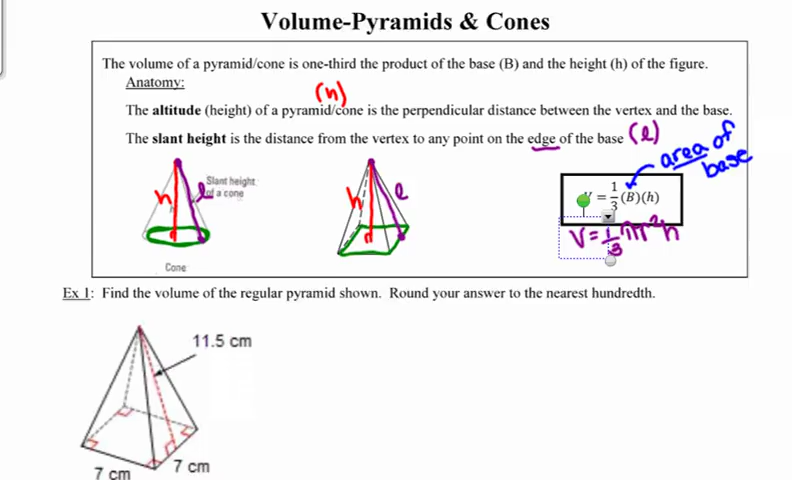 Volume-Pyramids & Cones
The volume of a pyramid/cone is one-third the product of the base (B) and the height (h) of the figure.
Anatomy:
(h)
The altitude (height) of a pyramid/cone is the perpendicular distance between the vertex and the base.
The slant height is the distance from the vertex to any point on the edge of the base (l)
area of
base
h
l
Slant height
of a cone
h
l
= 1/3 (B)(h)
V = 1/3 πr²h
Cone
Ex 1: Find the volume of the regular pyramid shown. Round your answer to the nearest hundredth.
11.5 cm
7 cm
7 cm